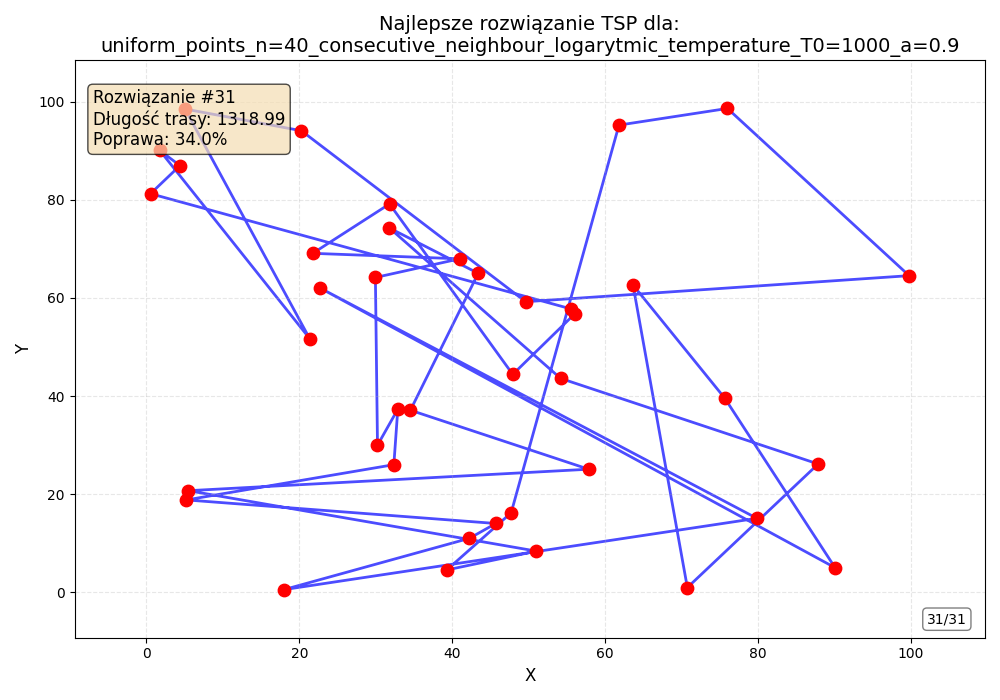 Najlepsze rozwiązanie TSP dla:
uniform_points_n=40_consecutive_neighbour_logarytmic_temperature_T0=1000_a=0.9
Rozwiązanie #31
Długość trasy: 1318.99
Poprawa: 34.0%
100
80
60
40
20
0
Y
31/31
0 20 40 60 80 100
X